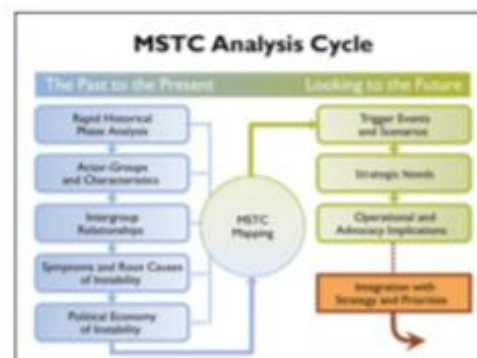 MSTC Analysis Cycle
The Past to the Present
Looking to the Future
Rapid Historical
Phase Analysis
Actor-Groups
and Characteristics
Intergroup
Relationships
Symptoms and Root Causes
of Instability
Political Economy
of Instability
MSTC
Mapping
Trigger Events
and Scenarios
Strategic Needs
Operational and
Advocacy Implications
Integration with
Strategy and Priorities